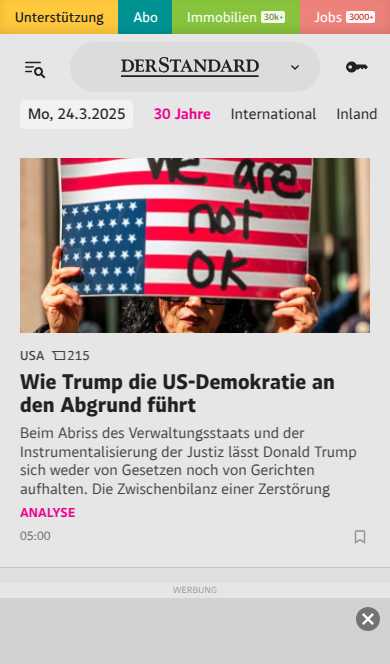 Unterstützung Abo Immobilien 30k+ Jobs 3000+
DERSTANDARD
Mo, 24.3.2025 30 Jahre International Inland
We are
not
OK
USA 215
Wie Trump die US-Demokratie an
den Abgrund führt
Beim Abriss des Verwaltungsstaats und der
Instrumentalisierung der Justiz lässt Donald Trump
sich weder von Gesetzen noch von Gerichten
aufhalten. Die Zwischenbilanz einer Zerstörung
ANALYSE
05:00
WERBUNG